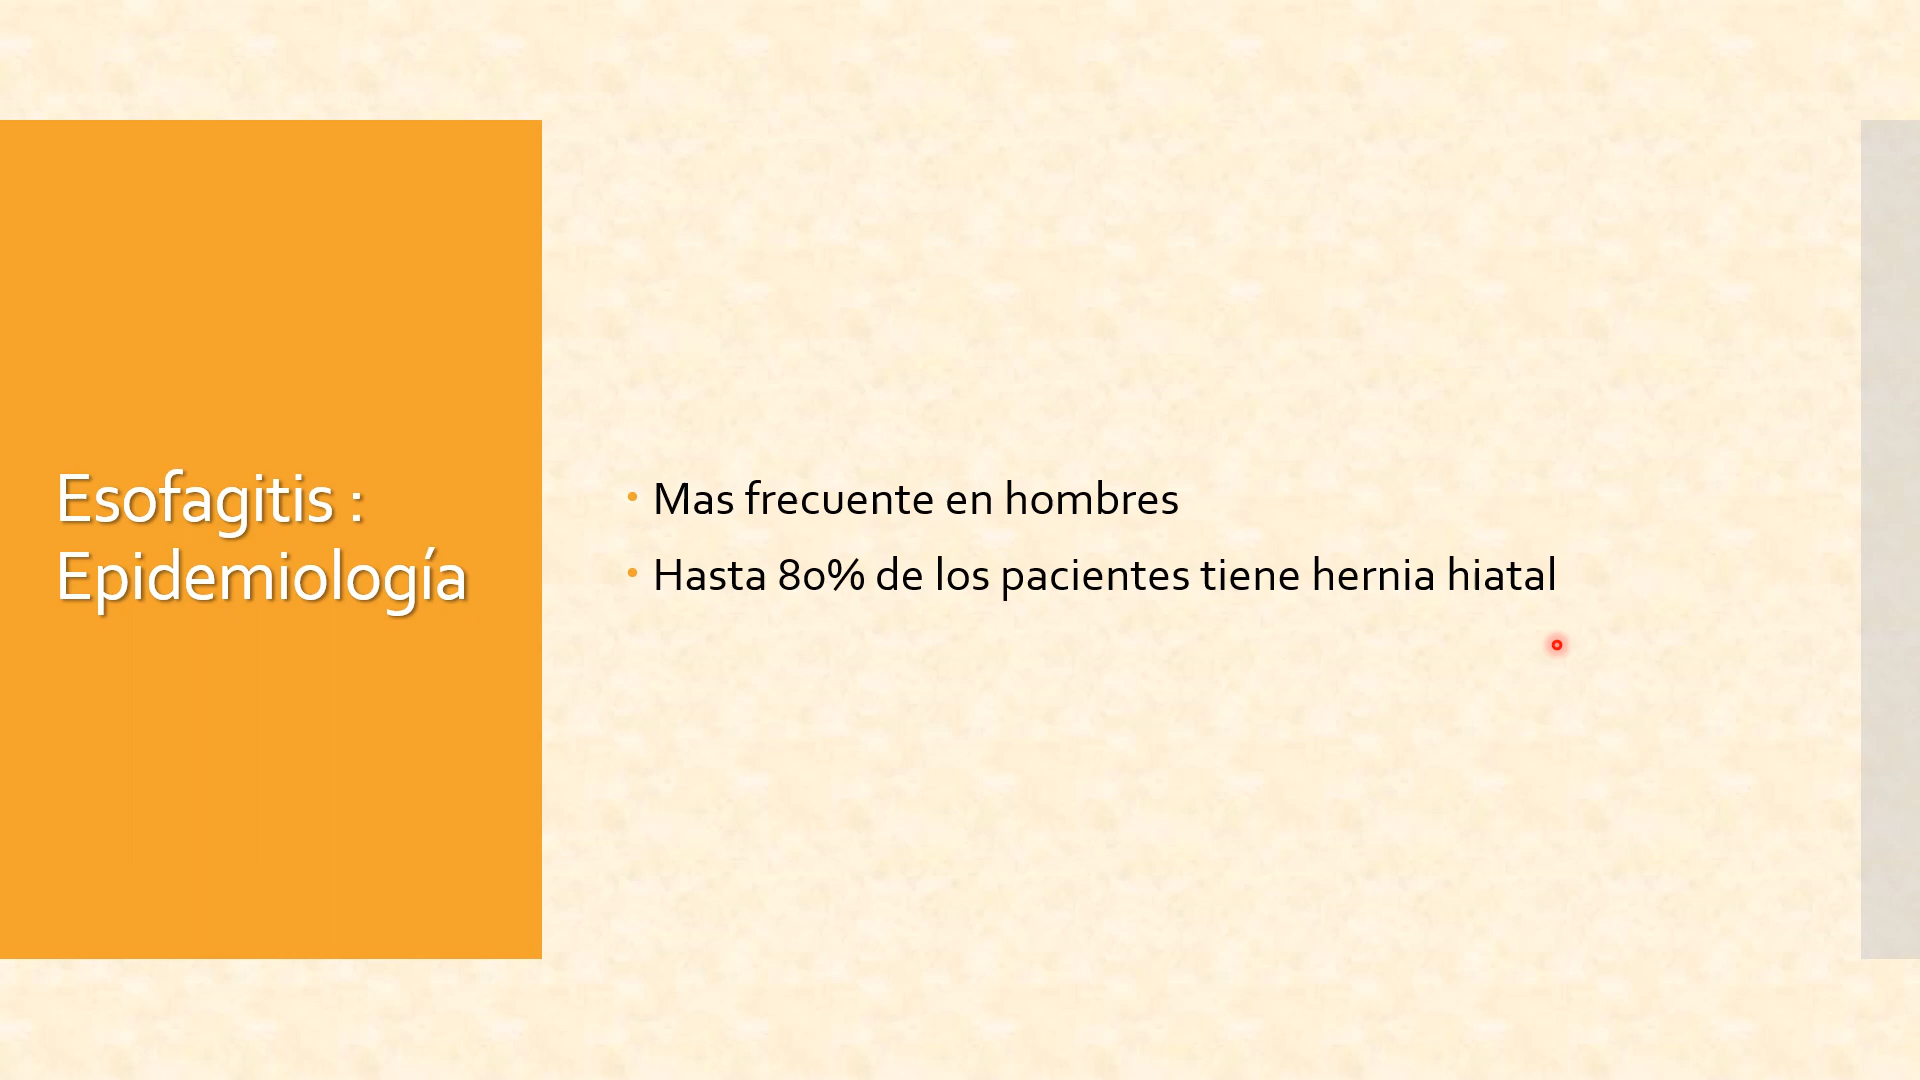 Esofagitis :
Epidemiología
• Mas frecuente en hombres
• Hasta 80% de los pacientes tiene hernia hiatal